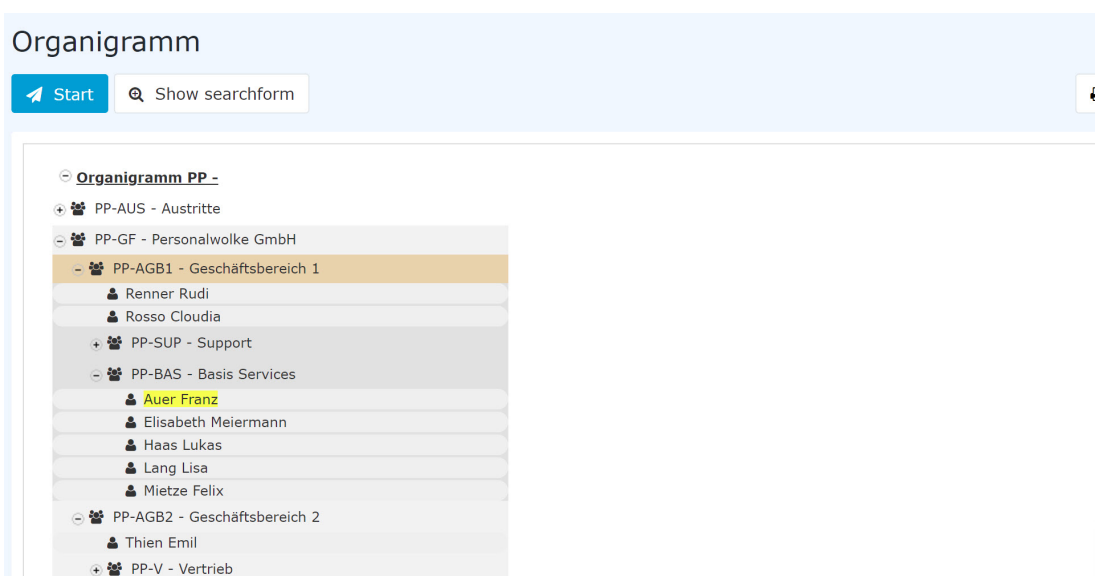 Organigramm
Start Show searchform
Organigramm PP -
PP-AUS - Austritte
PP-GF - Personalwolke GmbH
PP-AGB1 - Geschäftsbereich 1
Renner Rudi
Rosso Cloudia
PP-SUP - Support
PP-BAS - Basis Services
Auer Franz
Elisabeth Meiermann
Haas Lukas
Lang Lisa
Mietze Felix
PP-AGB2 - Geschäftsbereich 2
Thien Emil
PP-V - Vertrieb